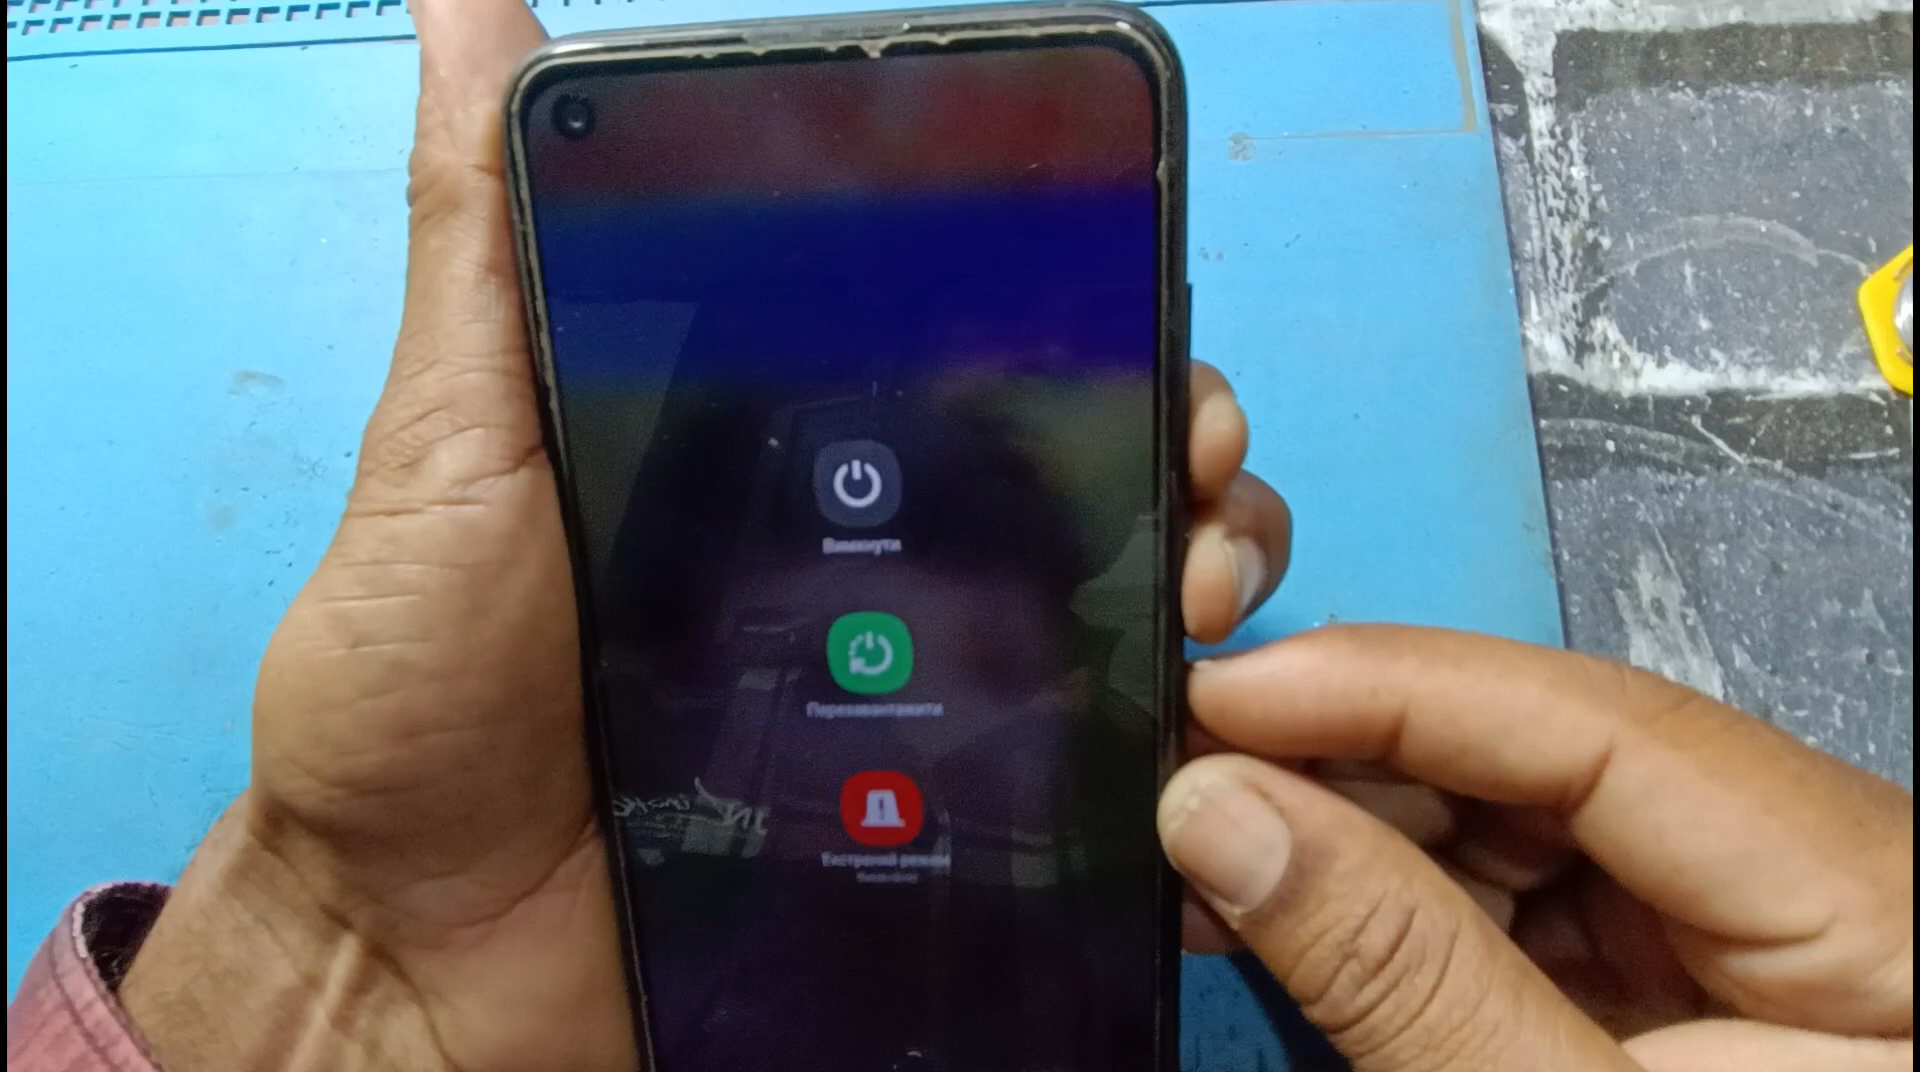 Вимкнути
Перезавантажити
Екстрений режим